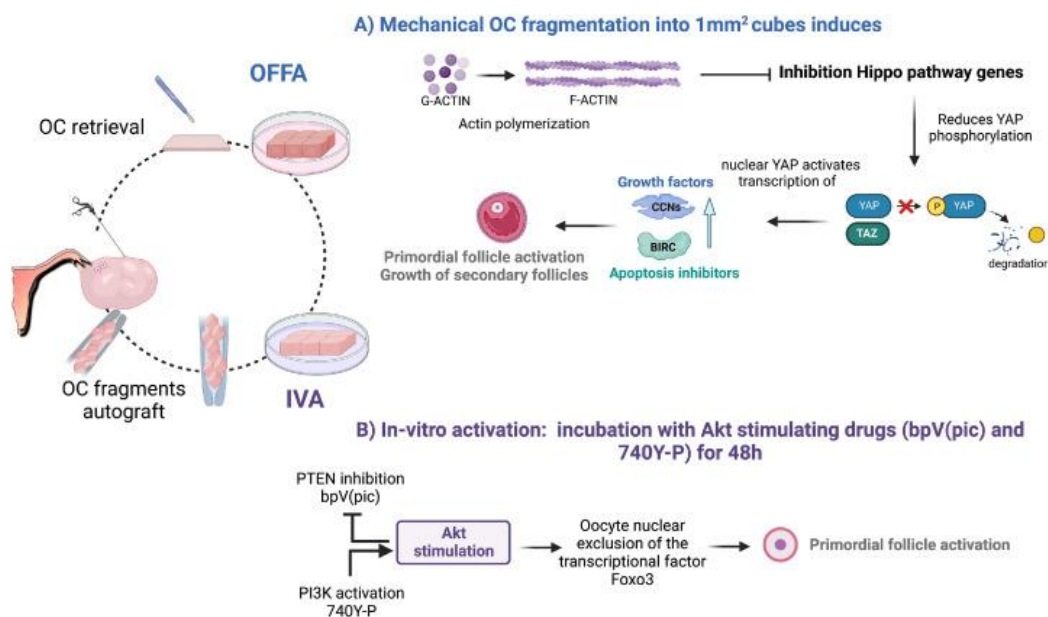 A) Mechanical OC fragmentation into 1mm² cubes induces
OFFA
OC retrieval
G-ACTIN
F-ACTIN
Actin polymerization
Inhibition Hippo pathway genes
Reduces YAP
phosphorylation
nuclear YAP activates
transcription of
YAP
P
YAP
TAZ
degradation
Growth factors
CCNs
BIRC
Apoptosis inhibitors
Primordial follicle activation
Growth of secondary follicles
OC fragments
autograft
IVA
B) In-vitro activation: incubation with Akt stimulating drugs (bpV(pic) and
740Y-P) for 48h
PTEN inhibition
bpV(pic)
Akt
stimulation
PI3K activation
740Y-P
Oocyte nuclear
exclusion of the
transcriptional factor
Foxo3
Primordial follicle activation